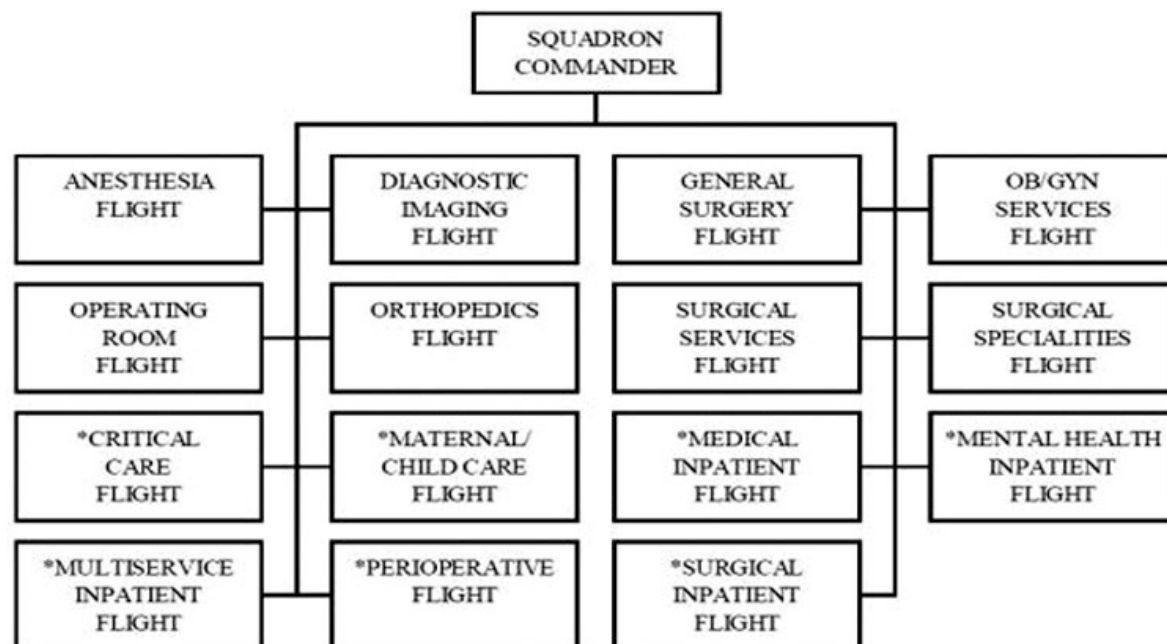 SQUADRON
COMMANDER
ANESTHESIA
FLIGHT
DIAGNOSTIC
IMAGING
FLIGHT
GENERAL
SURGERY
FLIGHT
OB/GYN
SERVICES
FLIGHT
OPERATING
ROOM
FLIGHT
ORTHOPEDICS
FLIGHT
SURGICAL
SERVICES
FLIGHT
SURGICAL
SPECIALITIES
FLIGHT
*CRITICAL
CARE
FLIGHT
*MATERNAL/
CHILD CARE
FLIGHT
*MEDICAL
INPATIENT
FLIGHT
*MENTAL HEALTH
INPATIENT
FLIGHT
*MULTISERVICE
INPATIENT
FLIGHT
*PERIOPERATIVE
FLIGHT
*SURGICAL
INPATIENT
FLIGHT